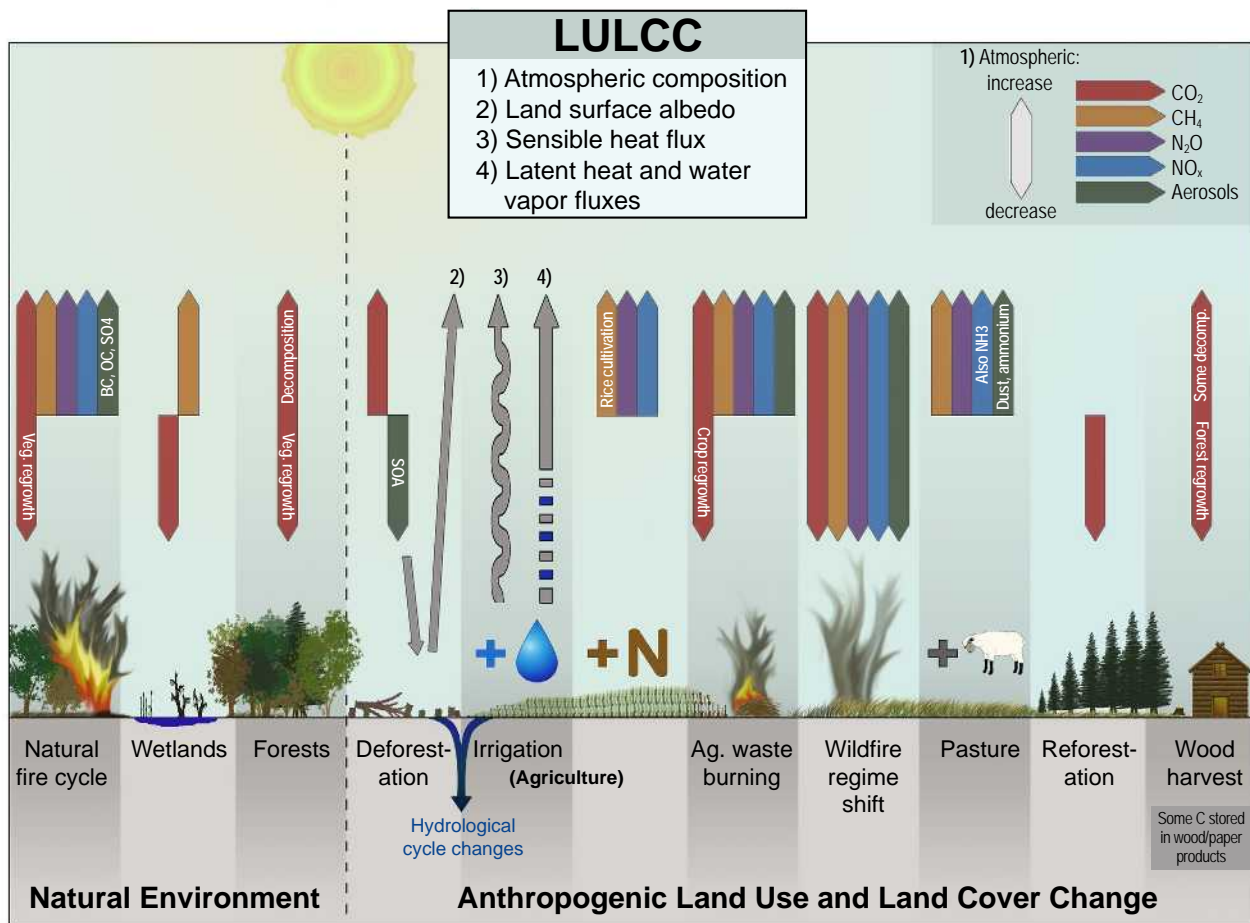 LULCC
1) Atmospheric composition
2) Land surface albedo
3) Sensible heat flux
4) Latent heat and water
vapor fluxes
1) Atmospheric:
increase
decrease
CO₂
CH₄
N₂O
NOₓ
Aerosols
2)
3)
4)
Veg. regrowth
BC, OC, SO4
Decomposition
Veg. regrowth
SOA
Rice cultivation
Crop regrowth
Also NH3
Dust, ammonium
Some decomp.
Forest regrowth
+
+N
+
Natural
fire cycle
Wetlands
Forests
Deforest-
ation
Irrigation
(Agriculture)
Ag. waste
burning
Wildfire
regime
shift
Pasture
Reforest-
ation
Wood
harvest
Hydrological
cycle changes
Some C stored
in wood/paper
products
Natural Environment
Anthropogenic Land Use and Land Cover Change